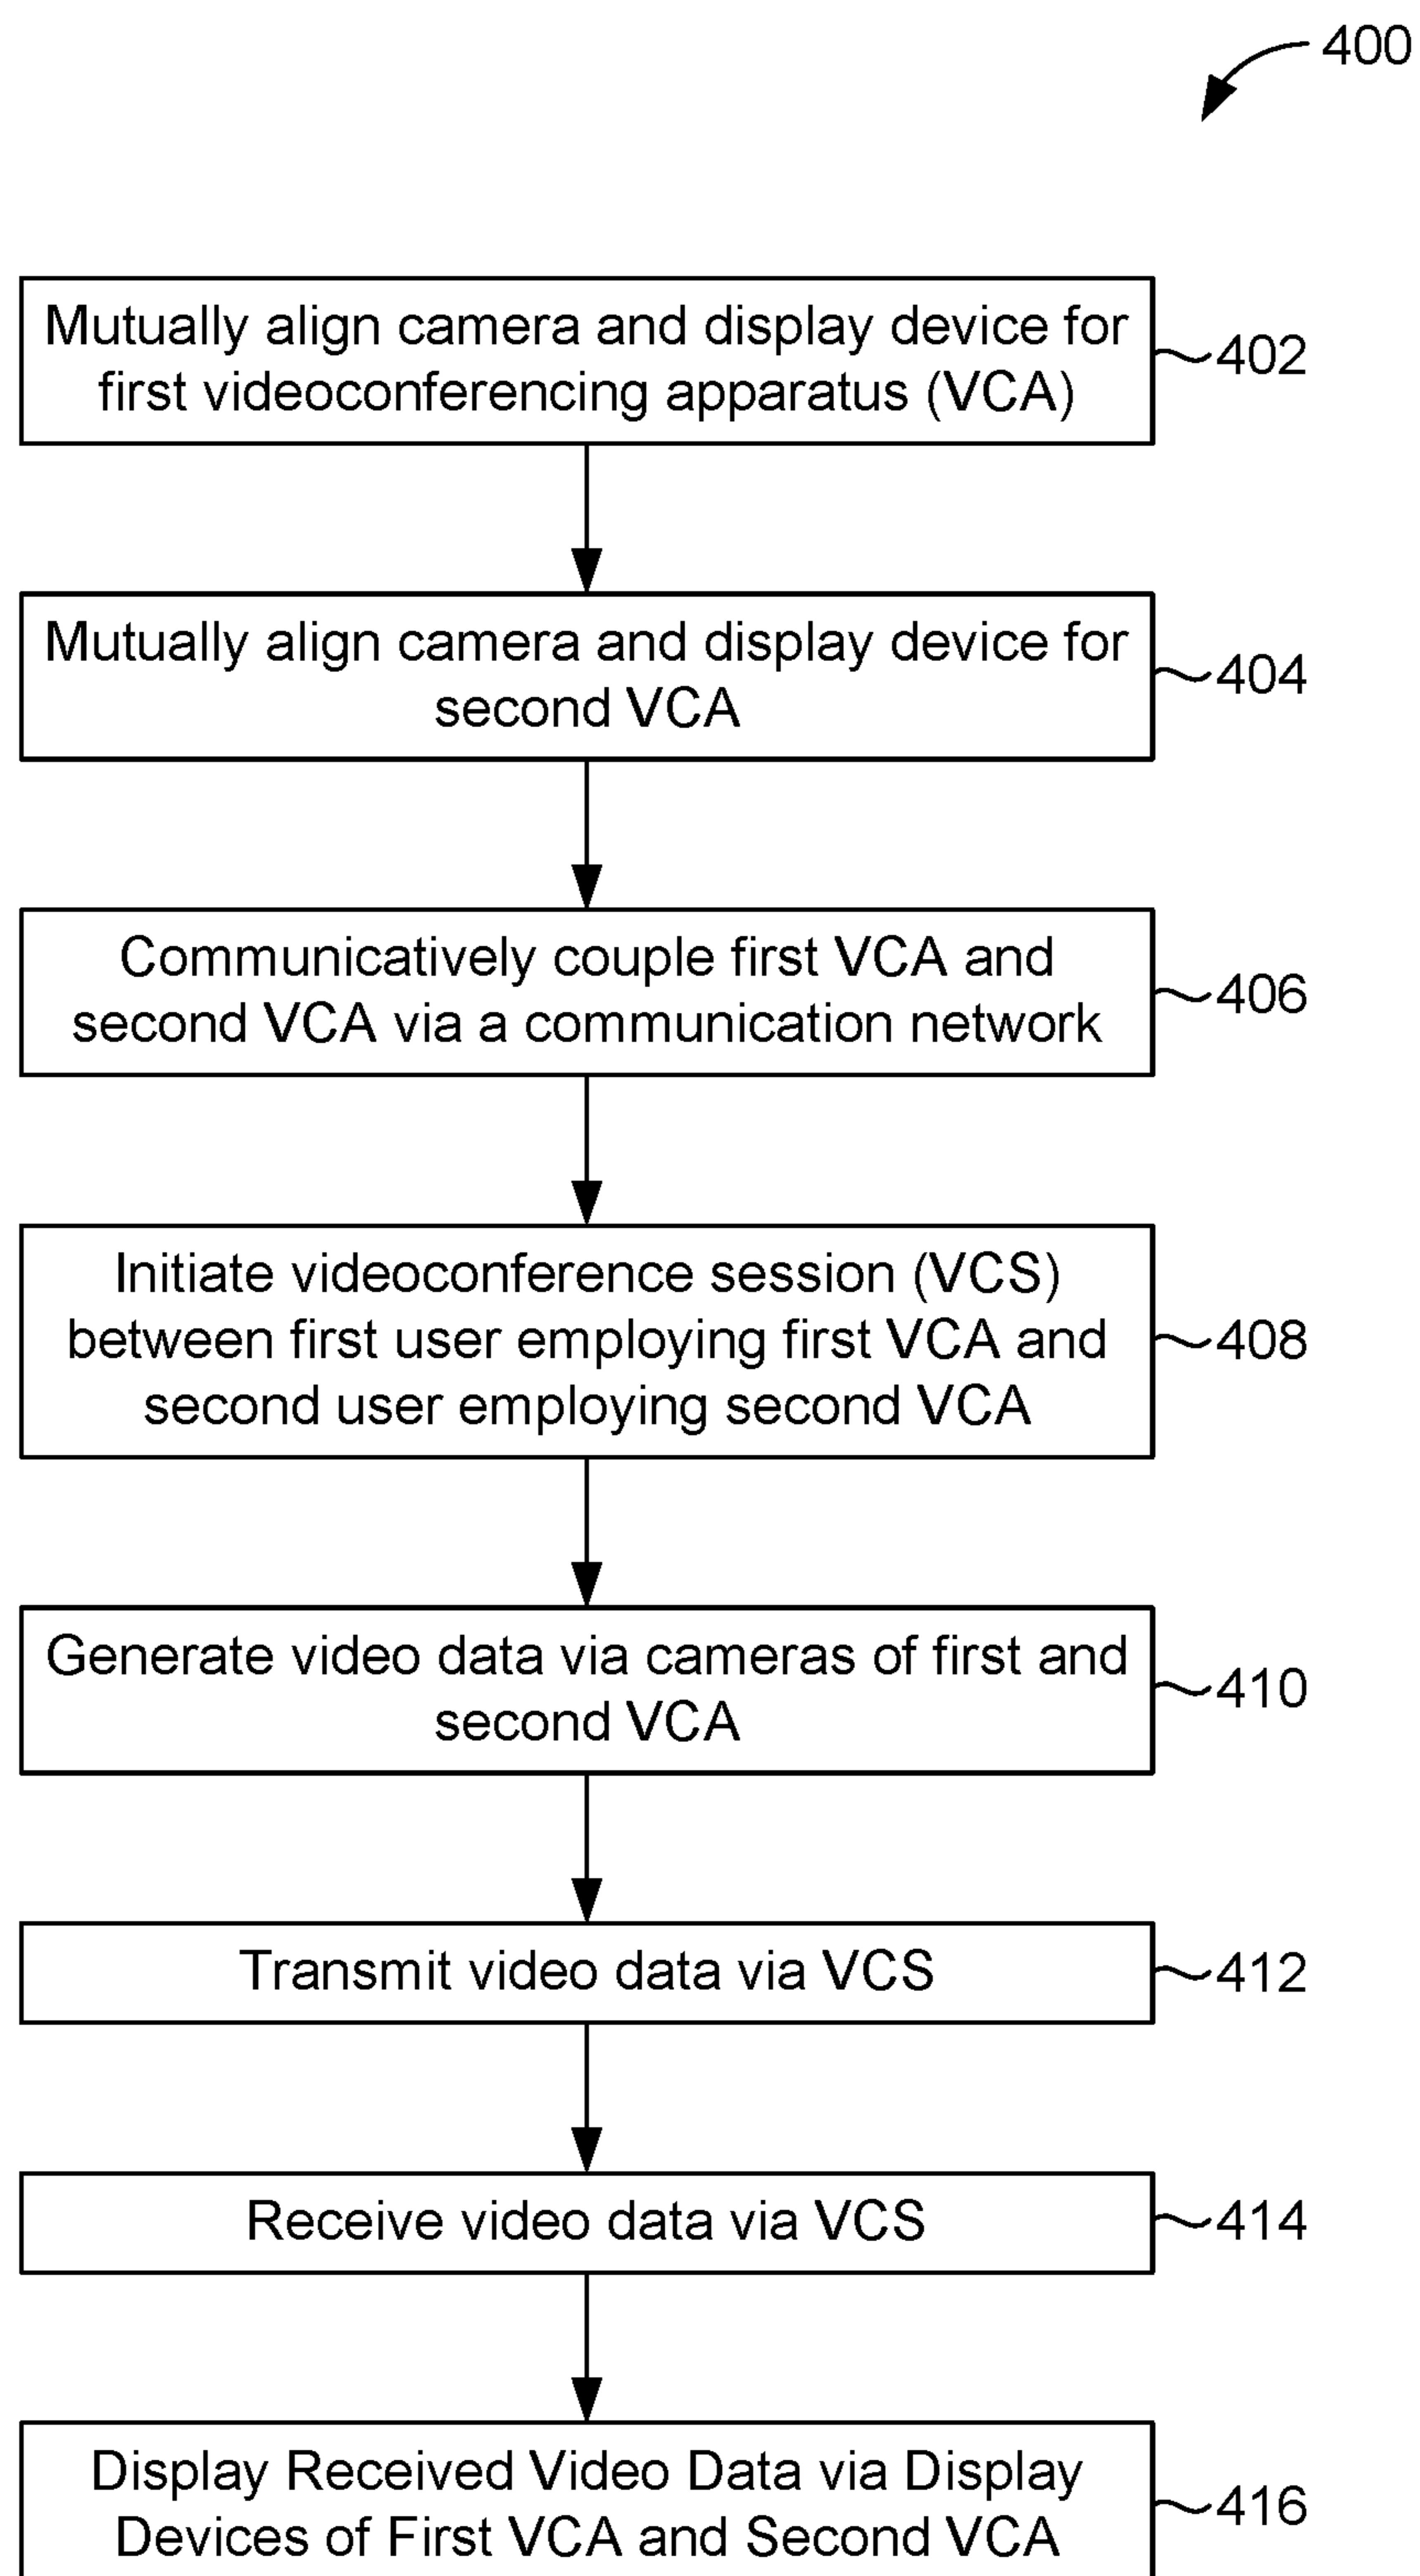 400
Mutually align camera and display device for
first videoconferencing apparatus (VCA)
402
Mutually align camera and display device for
second VCA
404
Communicatively couple first VCA and
second VCA via a communication network
406
Initiate videoconference session (VCS)
between first user employing first VCA and
second user employing second VCA
408
Generate video data via cameras of first and
second VCA
410
Transmit video data via VCS
412
Receive video data via VCS
414
Display Received Video Data via Display
Devices of First VCA and Second VCA
416